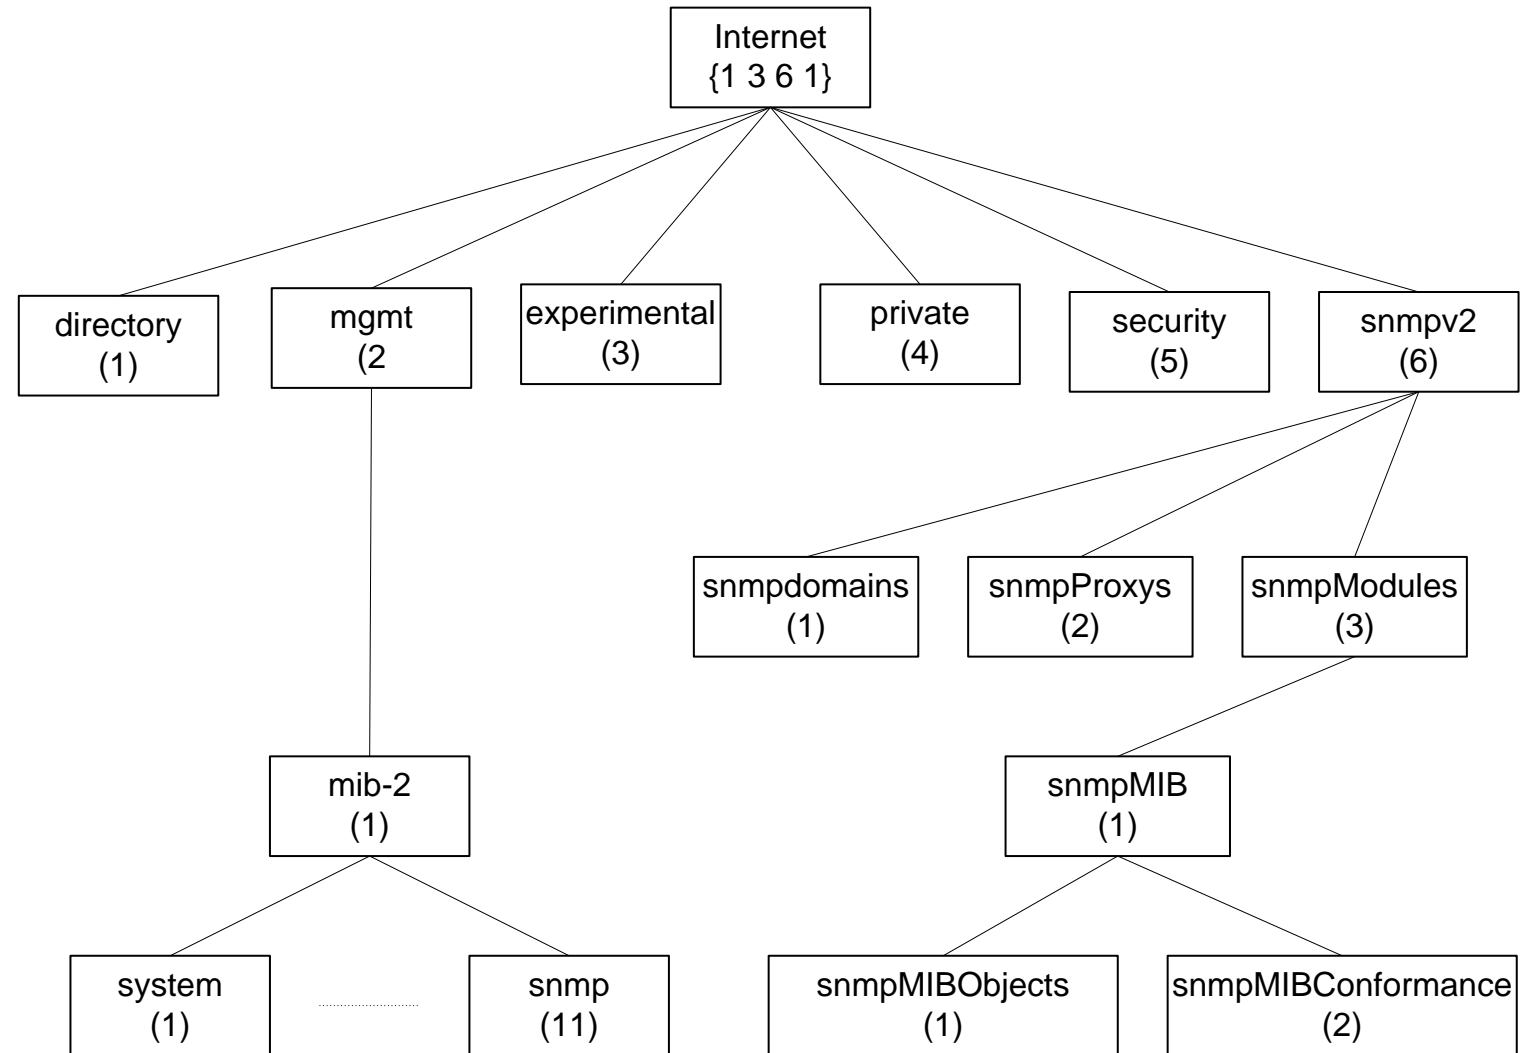 Internet
{1 3 6 1}
directory
(1)
mgmt
(2
experimental
(3)
private
(4)
security
(5)
snmpv2
(6)
snmpdomains
(1)
snmpProxys
(2)
snmpModules
(3)
mib-2
(1)
snmpMIB
(1)
system
(1)
snmp
(11)
snmpMIBObjects
(1)
snmpMIBConformance
(2)